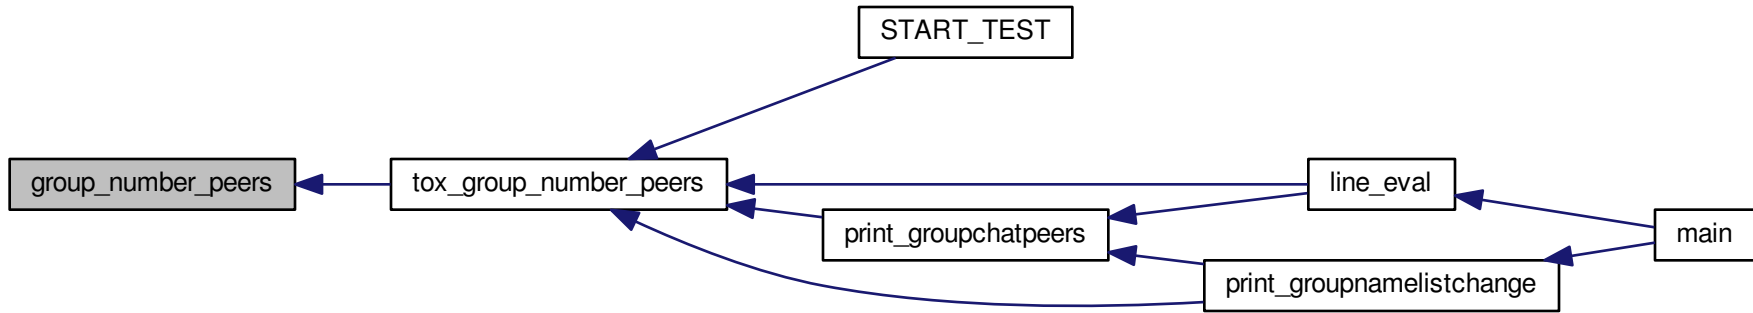 START_TEST
group_number_peers
tox_group_number_peers
line_eval
print_groupchatpeers
main
print_groupnamelistchange